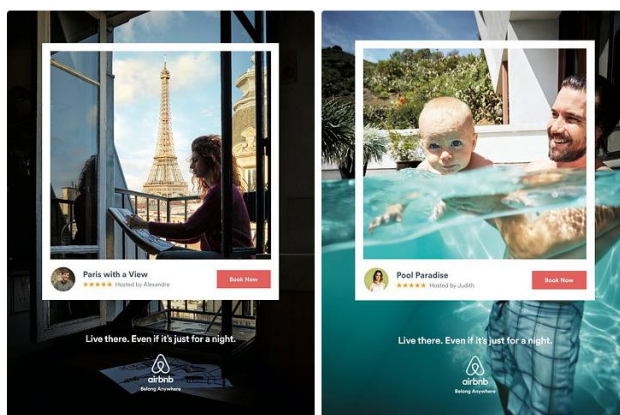 Paris with a View
Hosted by Alexandre
Book Now
Live there. Even if it's just for a night.
airbnb
Belong Anywhere
Pool Paradise
Hosted by Judith
Book Now
Live there. Even if it's just for a night.
airbnb
Belong Anywhere